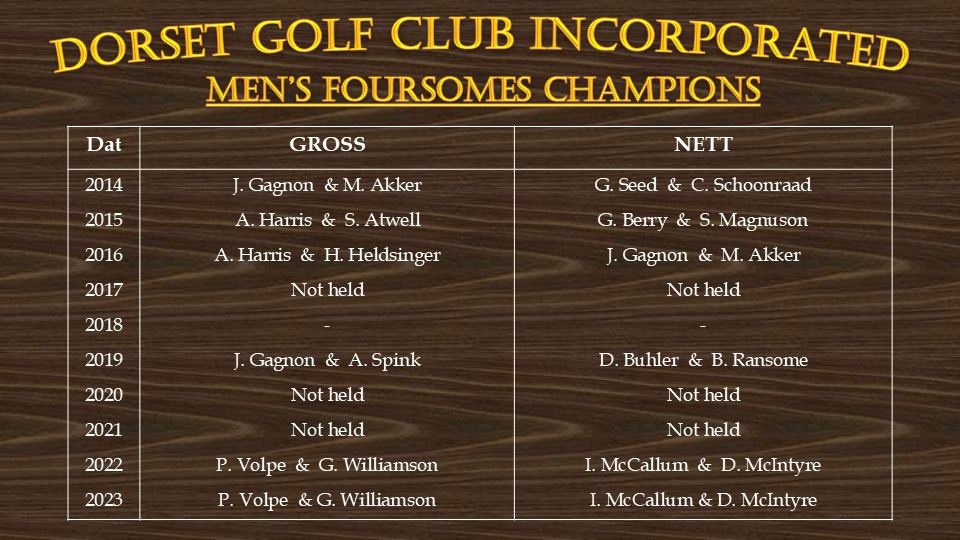 DORSET GOLF CLUB INCORPORATED
MEN'S FOURSOMES CHAMPIONS
Dat GROSS NETT
2014 J. Gagnon & M. Akker G. Seed & C. Schoonraad
2015 A. Harris & S. Atwell G. Berry & S. Magnuson
2016 A. Harris & H. Heldsinger J. Gagnon & M. Akker
2017 Not held Not held
2018 - -
2019 J. Gagnon & A. Spink D. Buhler & B. Ransome
2020 Not held Not held
2021 Not held Not held
2022 P. Volpe & G. Williamson I. McCallum & D. McIntyre
2023 P. Volpe & G. Williamson I. McCallum & D. McIntyre